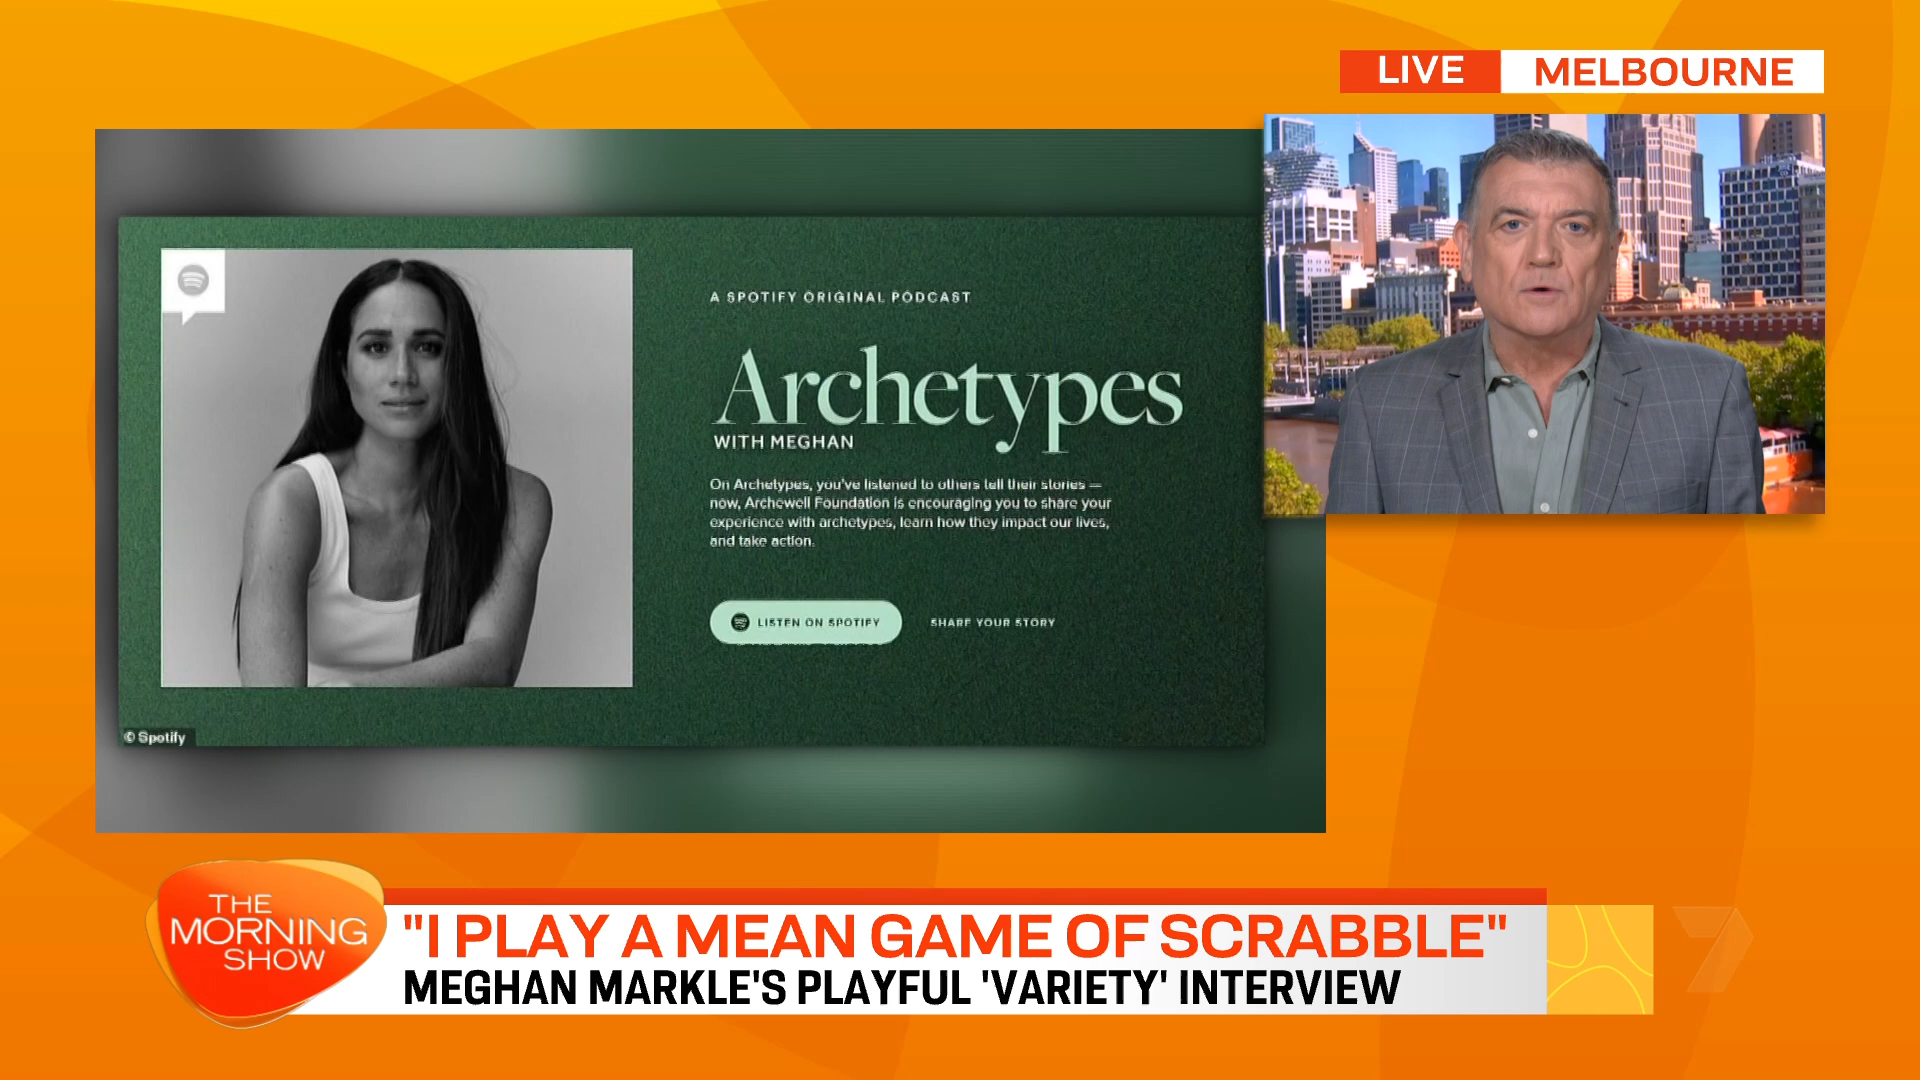 LIVE MELBOURNE
A SPOTIFY ORIGINAL PODCAST
Archetypes
WITH MEGHAN
On Archetypes, you've listened to others tell their stories —
now, Archewell Foundation is encouraging you to share your
experience with archetypes, learn how they impact our lives,
and take action.
LISTEN ON SPOTIFY
SHARE YOUR STORY
© Spotify
THE
MORNING
SHOW
"I PLAY A MEAN GAME OF SCRABBLE"
MEGHAN MARKLE'S PLAYFUL 'VARIETY' INTERVIEW
7